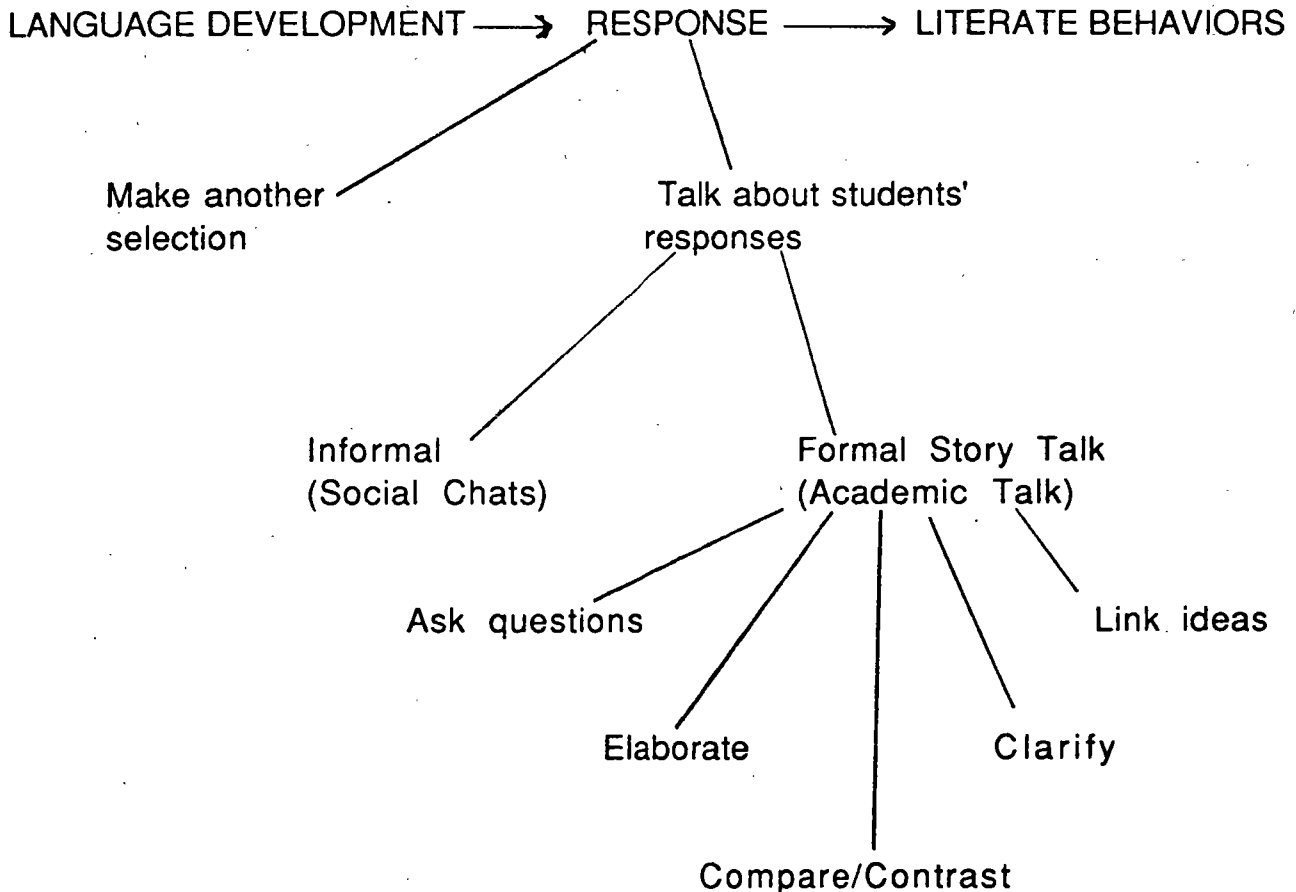 LANGUAGE DEVELOPMENT → RESPONSE → LITERATE BEHAVIORS
Make another
selection
Talk about students'
responses
Informal
(Social Chats)
Formal Story Talk
(Academic Talk)
Ask questions
Link ideas
Elaborate
Clarify
Compare/Contrast